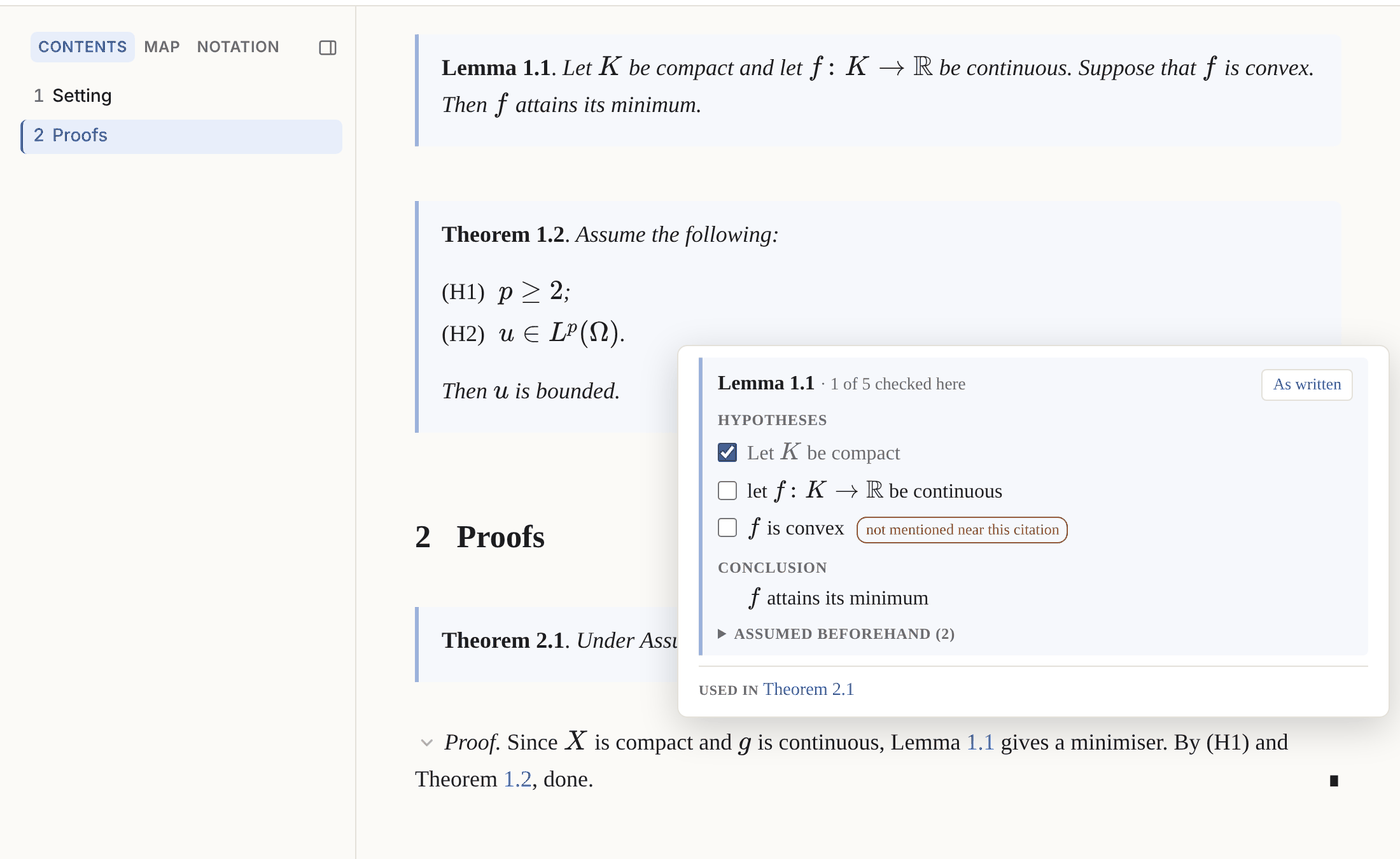 CONTENTS MAP NOTATION
1 Setting
2 Proofs
Lemma 1.1. Let K be compact and let f : K → ℝ be continuous. Suppose that f is convex.
Then f attains its minimum.
Theorem 1.2. Assume the following:
(H1) p ≥ 2;
(H2) u ∈ Lᵖ(Ω).
Then u is bounded.
Lemma 1.1 · 1 of 5 checked here
As written
HYPOTHESES
Let K be compact
let f : K → ℝ be continuous
f is convex not mentioned near this citation
CONCLUSION
f attains its minimum
ASSUMED BEFOREHAND (2)
USED IN Theorem 2.1
2 Proofs
Theorem 2.1. Under
Proof. Since X is compact and g is continuous, Lemma 1.1 gives a minimiser. By (H1) and
Theorem 1.2, done.